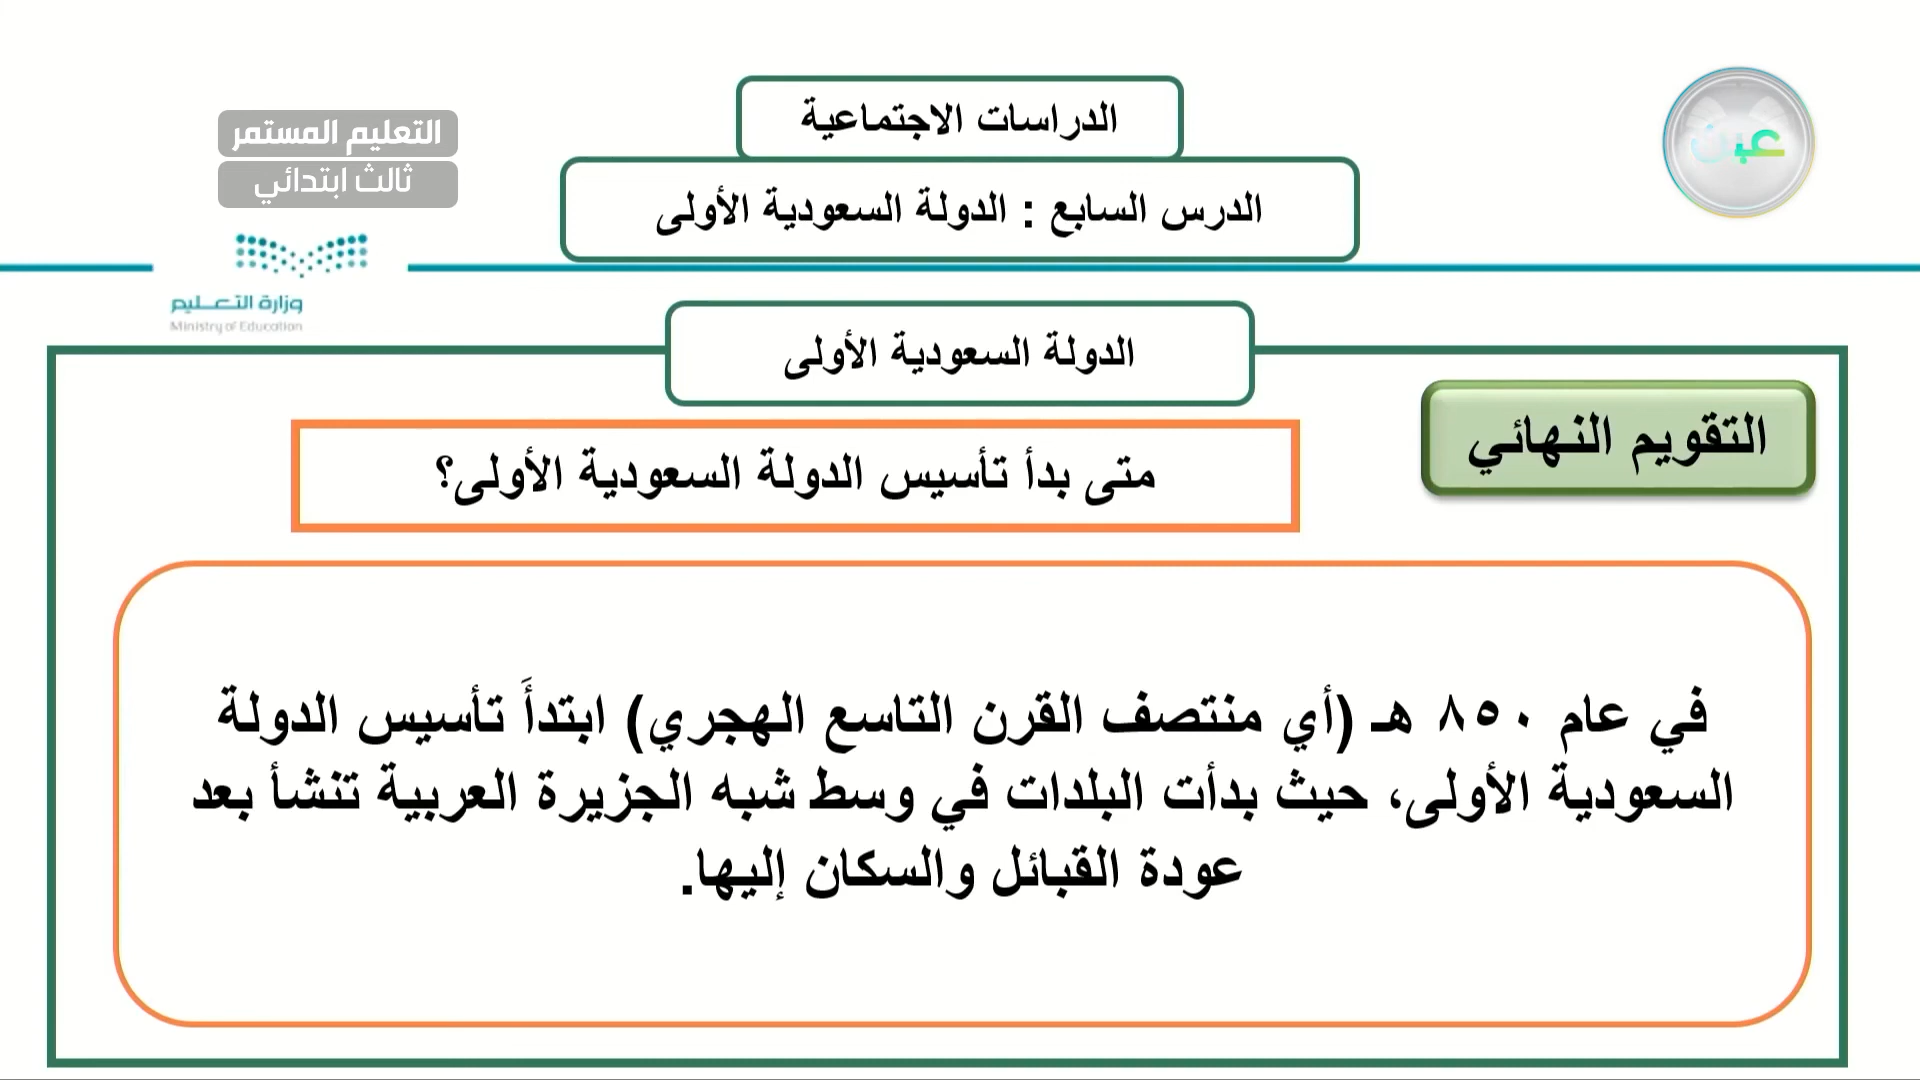 الدراسات الاجتماعية
عين
التعليم المستمر
ثالث ابتدائي
الدرس السابع : الدولة السعودية الأولى
وزارة التعـليم
Ministry of Education
الدولة السعودية الأولى
التقويم النهائي
متى بدأ تأسيس الدولة السعودية الأولى؟
في عام ٨٥٠ هـ (أي منتصف القرن التاسع الهجري) ابتدأَ تأسيس الدولة
السعودية الأولى، حيث بدأت البلدات في وسط شبه الجزيرة العربية تنشأ بعد
عودة القبائل والسكان إليها.